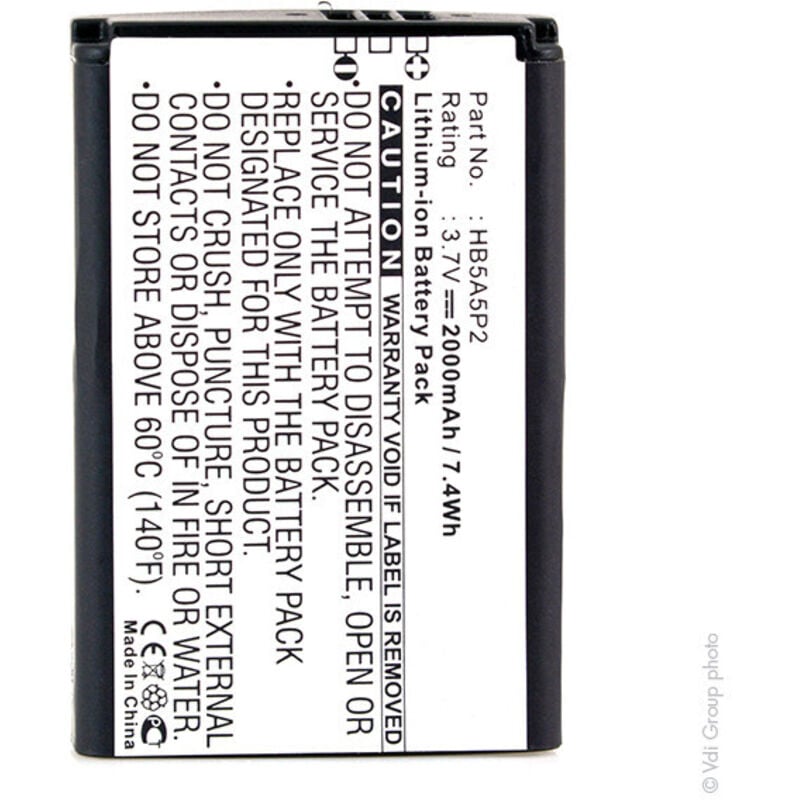 Part No. : HB5A5P2
Rating : 3.7V 2000mAh / 7.4Wh
Lithium-ion Battery Pack
CAUTION WARRANTY VOID IF LABEL IS REMOVED
•DO NOT ATTEMPT TO DISASSEMBLE, OPEN OR
SERVICE THE BATTERY PACK.
•REPLACE ONLY WITH THE BATTERY PACK
DESIGNATED FOR THIS PRODUCT.
•DO NOT CRUSH, PUNCTURE, SHORT EXTERNAL
CONTACTS OR DISPOSE OF IN FIRE OR WATER.
•DO NOT STORE ABOVE 60°C (140°F).
CE PCT
Made in China
© Vdi Group photo